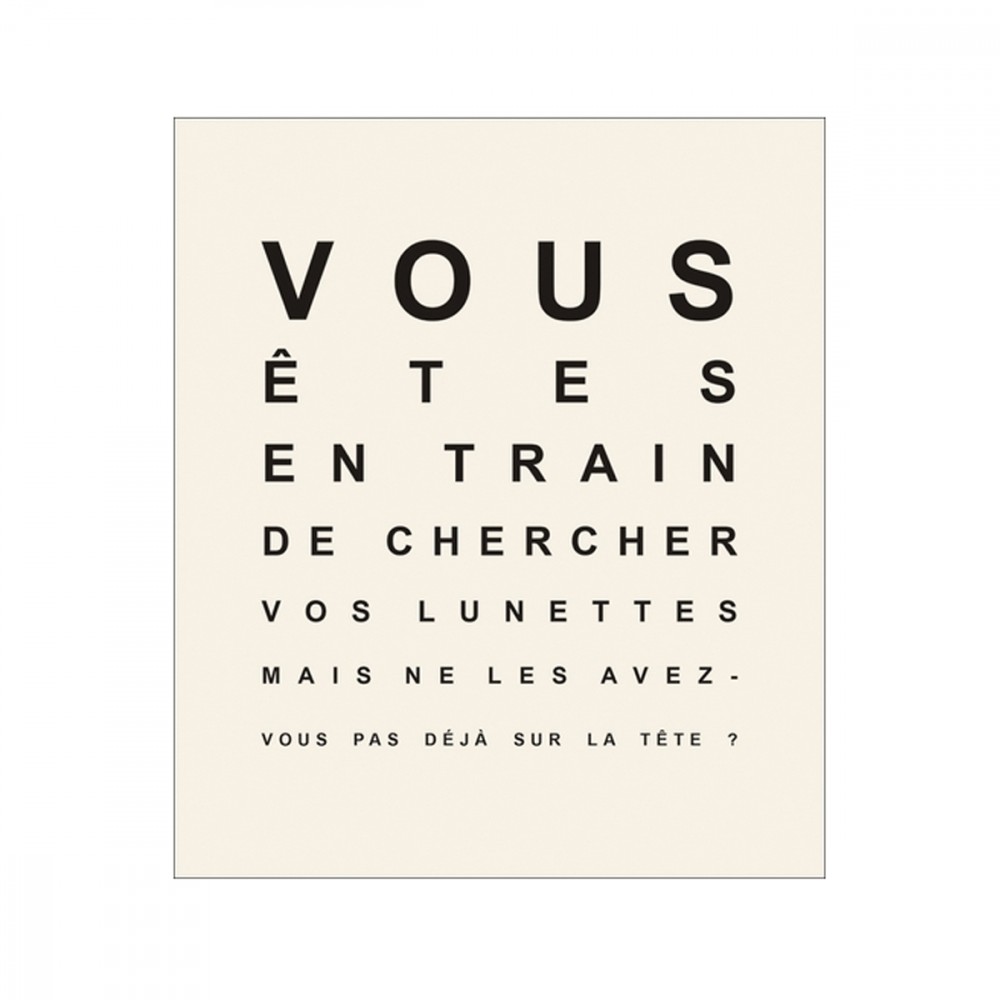 VOUS
ÊTES
EN TRAIN
DE CHERCHER
VOS LUNETTES
MAIS NE LES AVEZ-
VOUS PAS DÉJÀ SUR LA TÊTE ?